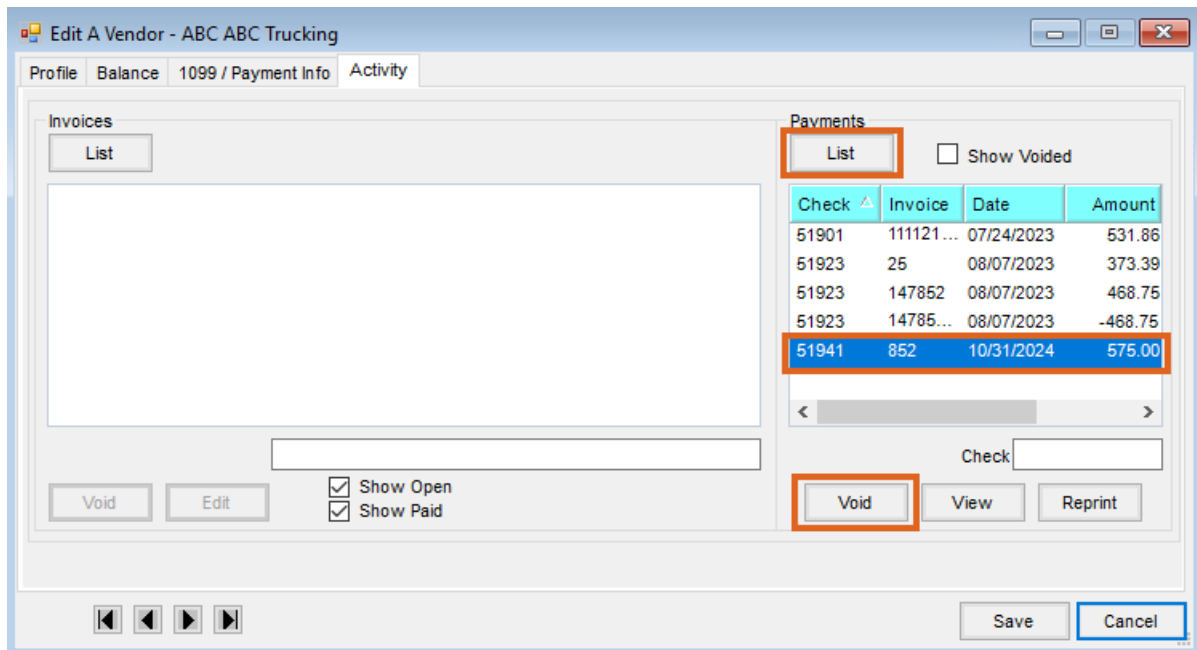 Edit A Vendor - ABC ABC Trucking
Profile Balance 1099 / Payment Info Activity
Invoices
List
Payments
List Show Voided
Check Invoice Date Amount
51901 111121... 07/24/2023 531.86
51923 25 08/07/2023 373.39
51923 147852 08/07/2023 468.75
51923 14785... 08/07/2023 -468.75
51941 852 10/31/2024 575.00
Check
Void Edit
Show Open
Show Paid
Void View Reprint
Save Cancel